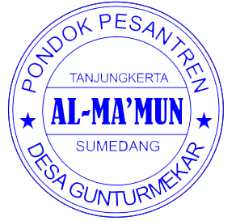 PONDOK PESANTREN
TANJUNGKERTA
AL-MA'MUN
SUMEDANG
DESA GUNTURMEKAR